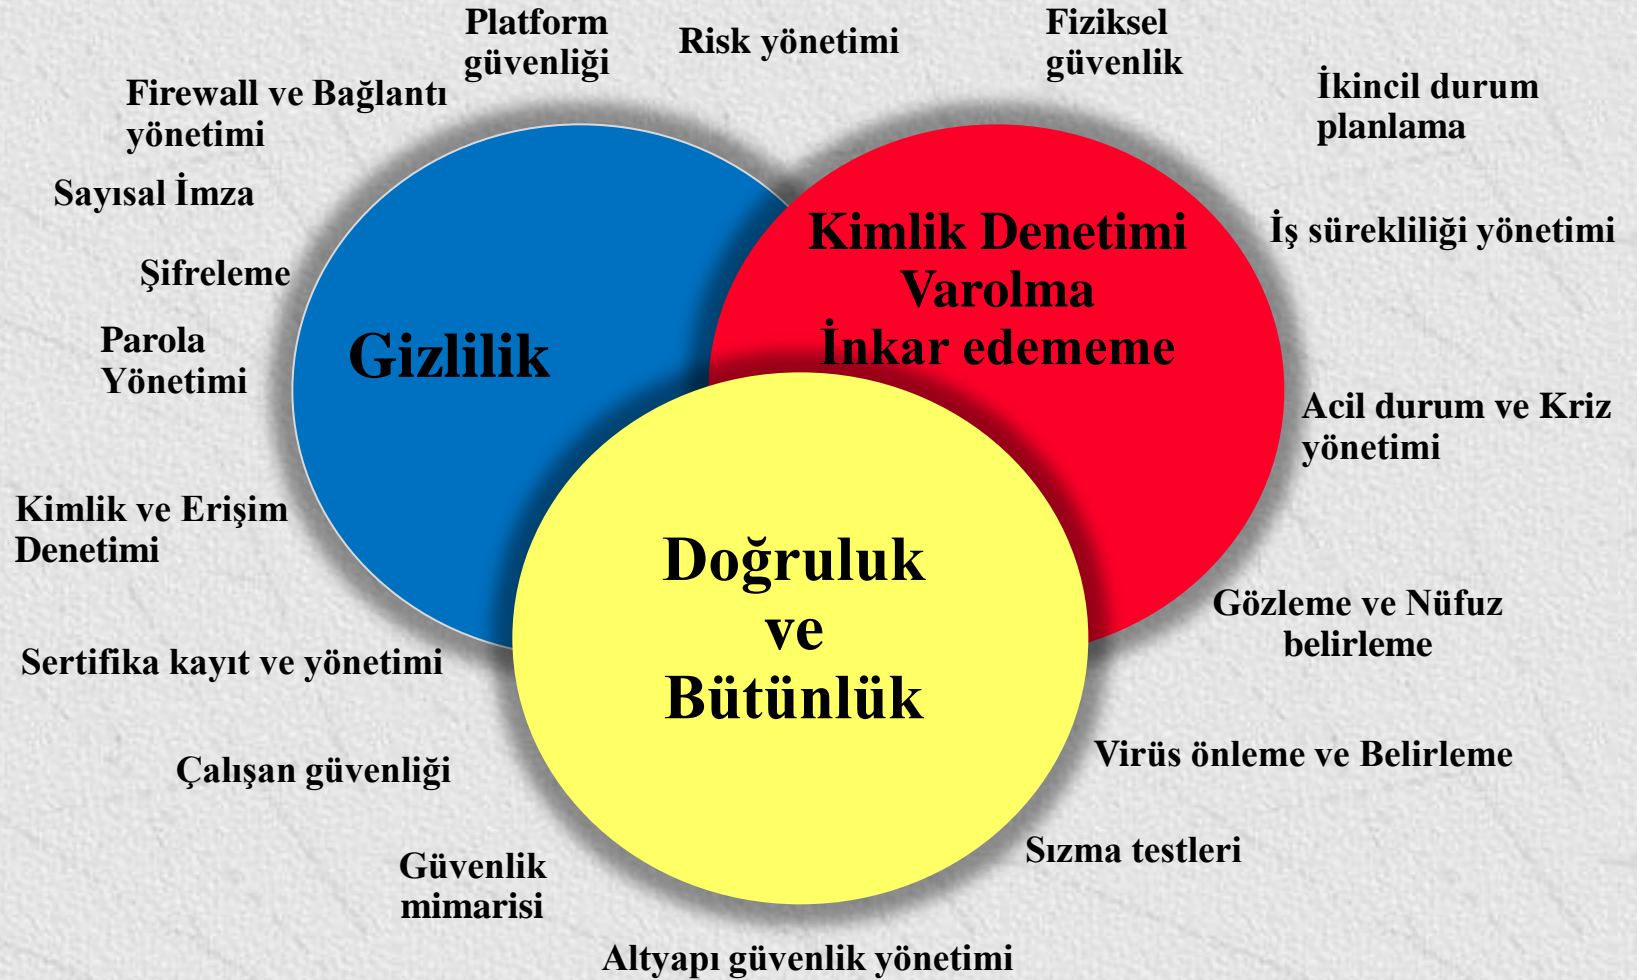 Platform
güvenliği
Risk yönetimi
Fiziksel
güvenlik
Firewall ve Bağlantı
yönetimi
İkincil durum
planlama
Sayısal İmza
İş sürekliliği yönetimi
Şifreleme
Parola
Yönetimi
Gizlilik
Kimlik Denetimi
Varolma
İnkar edememe
Acil durum ve Kriz
yönetimi
Kimlik ve Erişim
Denetimi
Doğruluk
ve
Bütünlük
Gözleme ve Nüfuz
belirleme
Sertifika kayıt ve yönetimi
Çalışan güvenliği
Virüs önleme ve Belirleme
Güvenlik
mimarisi
Sızma testleri
Altyapı güvenlik yönetimi